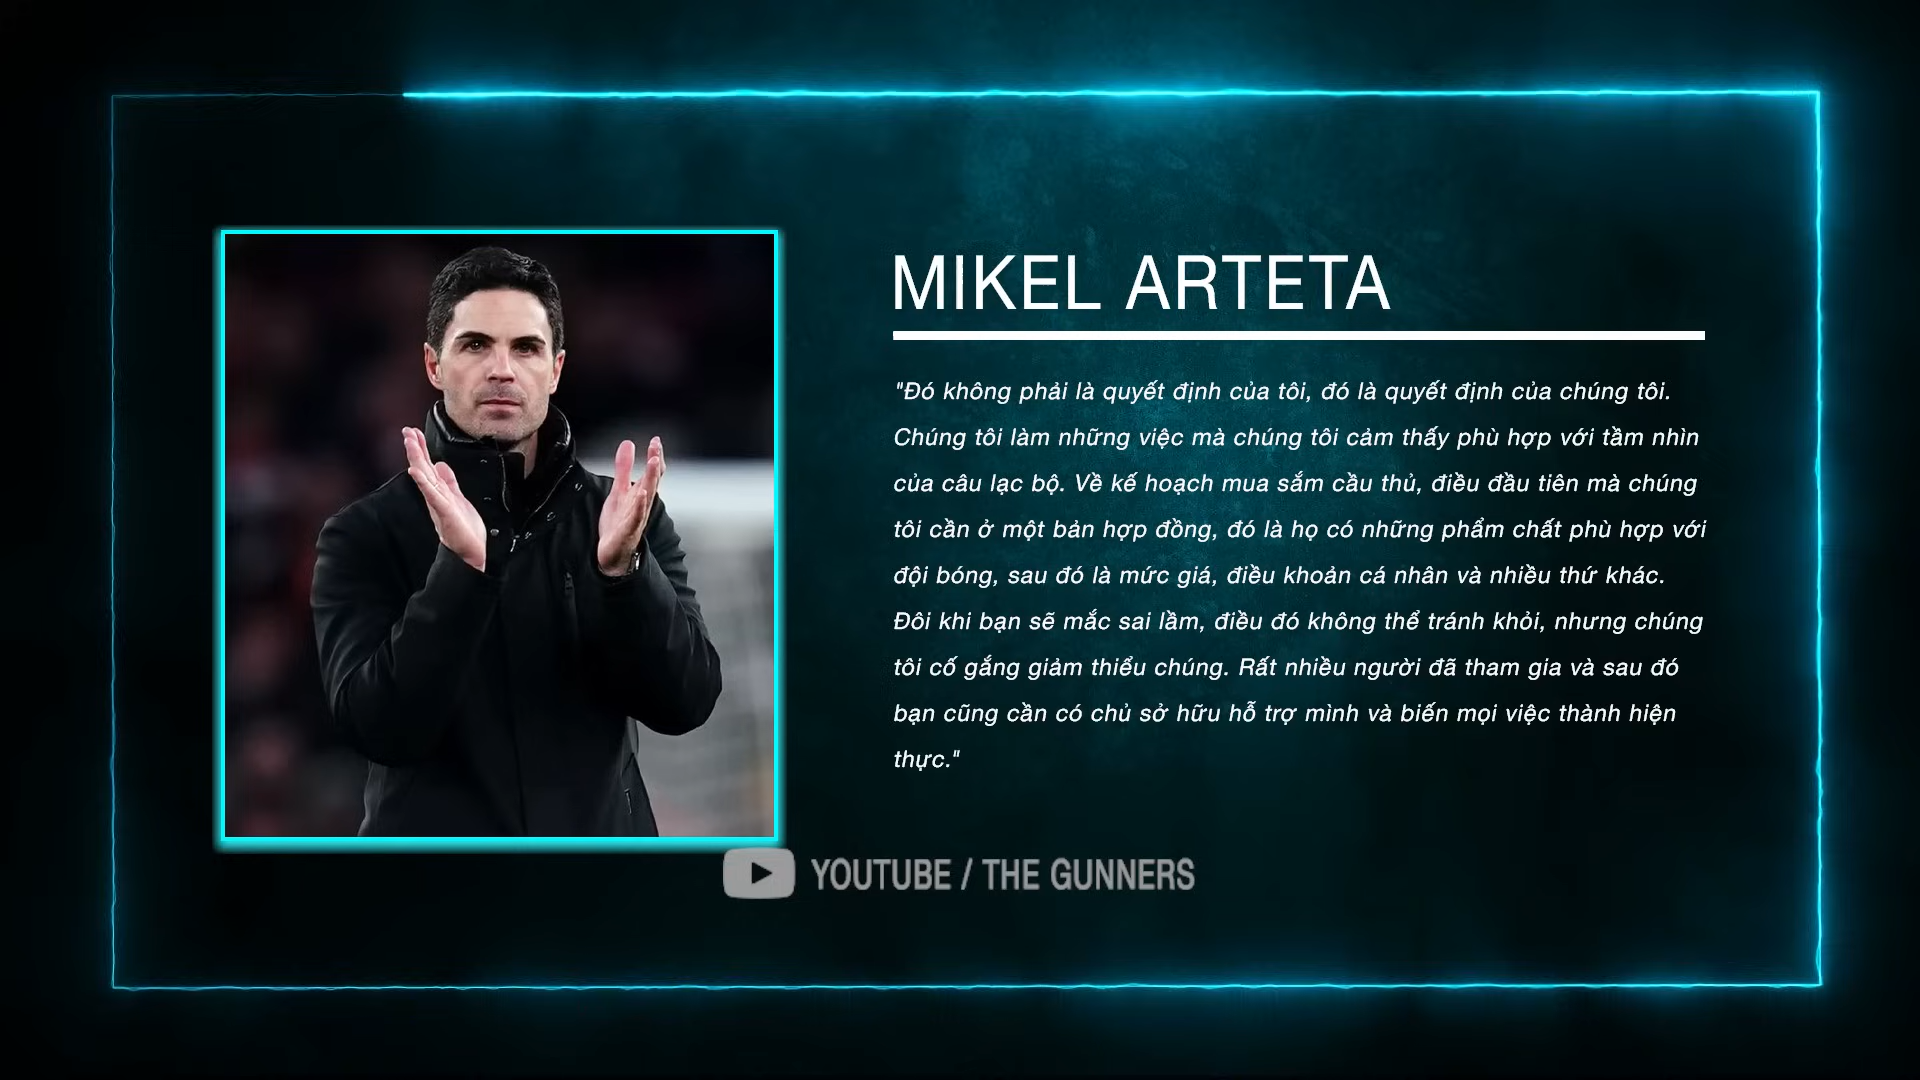 MIKEL ARTETA
"Đó không phải là quyết định của tôi, đó là quyết định của chúng tôi.
Chúng tôi làm những việc mà chúng tôi cảm thấy phù hợp với tầm nhìn
của câu lạc bộ. Về kế hoạch mua sắm cầu thủ, điều đầu tiên mà chúng
tôi cần ở một bản hợp đồng, đó là họ có những phẩm chất phù hợp với
đội bóng, sau đó là mức giá, điều khoản cá nhân và nhiều thứ khác.
Đôi khi bạn sẽ mắc sai lầm, điều đó không thể tránh khỏi, nhưng chúng
tôi cố gắng giảm thiểu chúng. Rất nhiều người đã tham gia và sau đó
bạn cũng cần có chủ sở hữu hỗ trợ mình và biến mọi việc thành hiện
thực."
YOUTUBE / THE GUNNERS